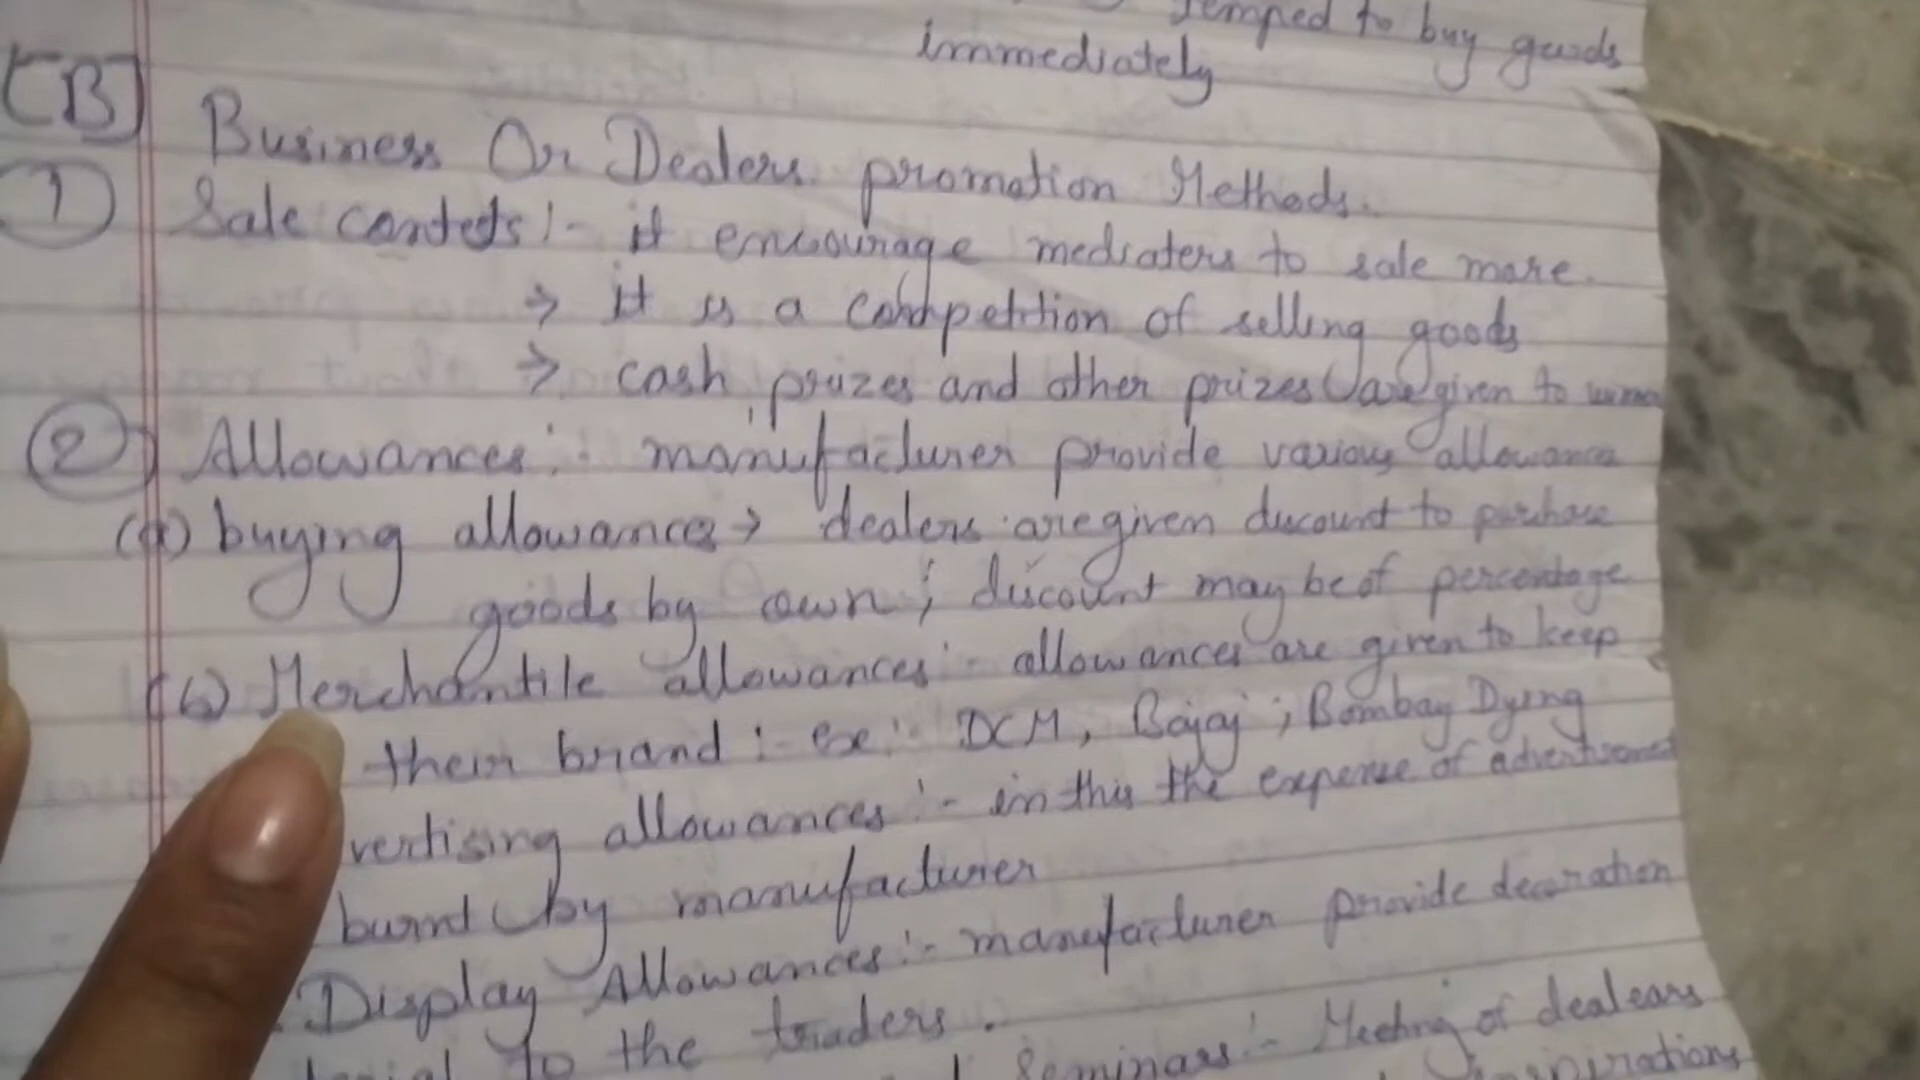 temped to buy goods
immediately
[B] Business Or Dealers promotion Methods.
① Sale contets :- it encourage mediaters to sale more.
→ it is a competition of selling goods
→ cash prizes and other prizes are given to
② Allowances :- manufacturer provide various allowance
(a) buying allowances → dealers are given discount to purchase
goods by own ; discount may be of percentage
(b) Merchantile allowances :- allowances are given to keep
their brand :- ex :- DCM, Bajaj ; Bombay Dying
vertising allowances :- in this the expense of advertisement
burnt by manufacturer
Display Allowances :- manufacturer provide decoration
to the traders.
Seminars :- Meeting of dealears